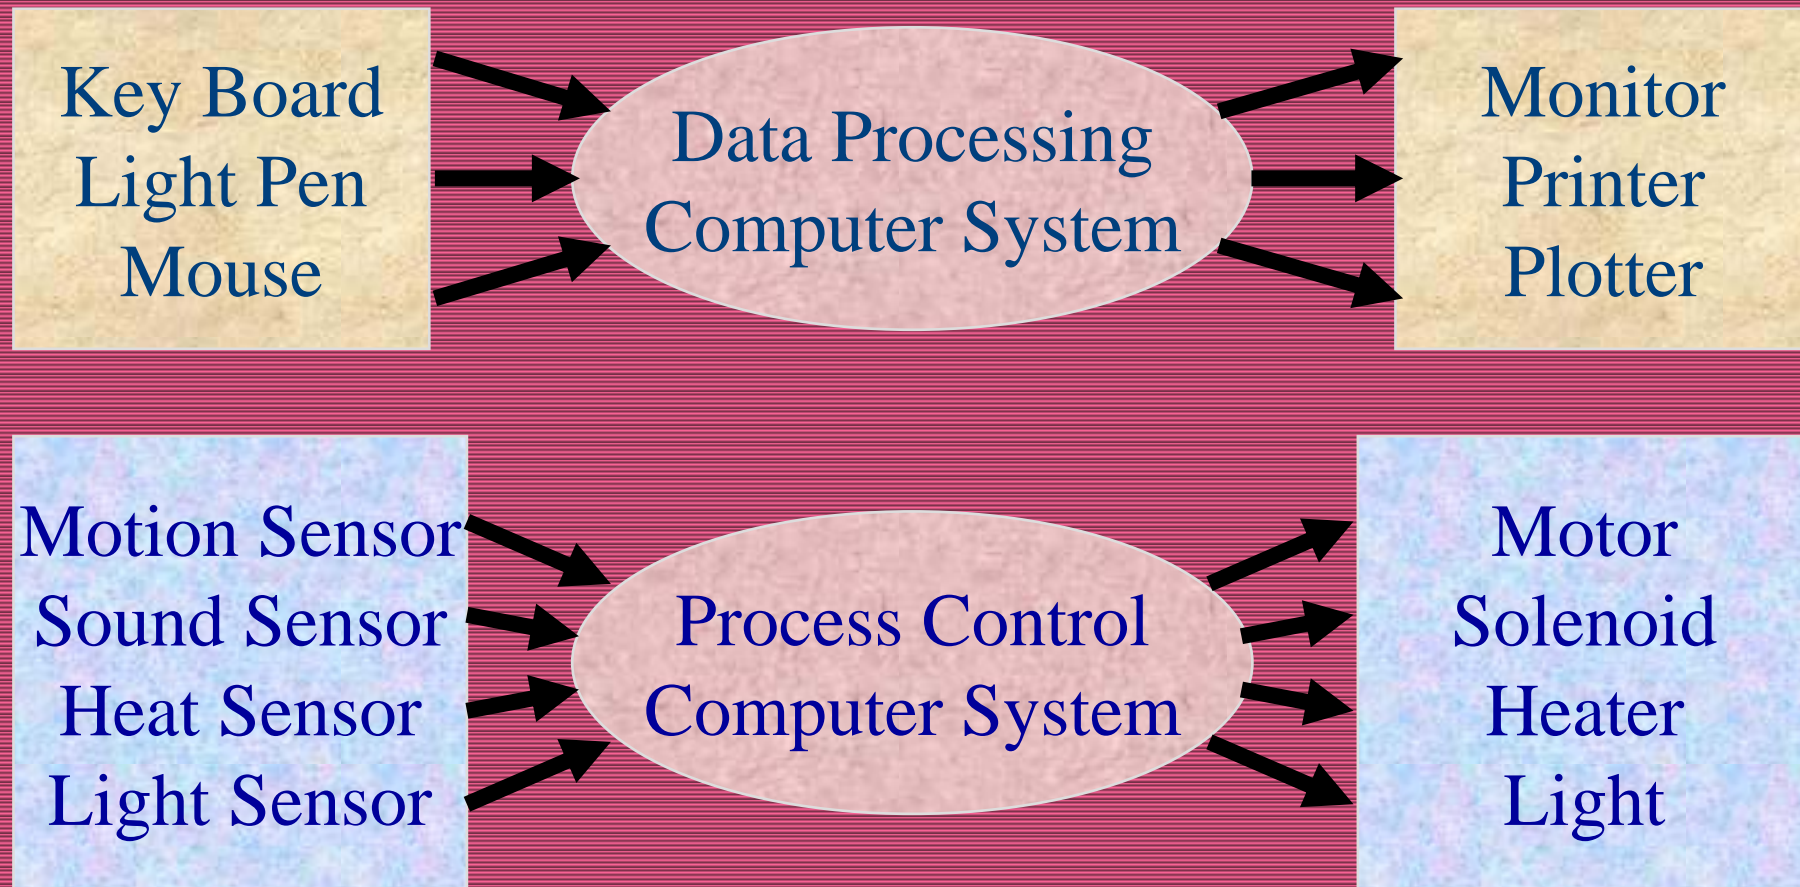 Key Board
Light Pen
Mouse
Data Processing
Computer System
Monitor
Printer
Plotter
Motion Sensor
Sound Sensor
Heat Sensor
Light Sensor
Process Control
Computer System
Motor
Solenoid
Heater
Light